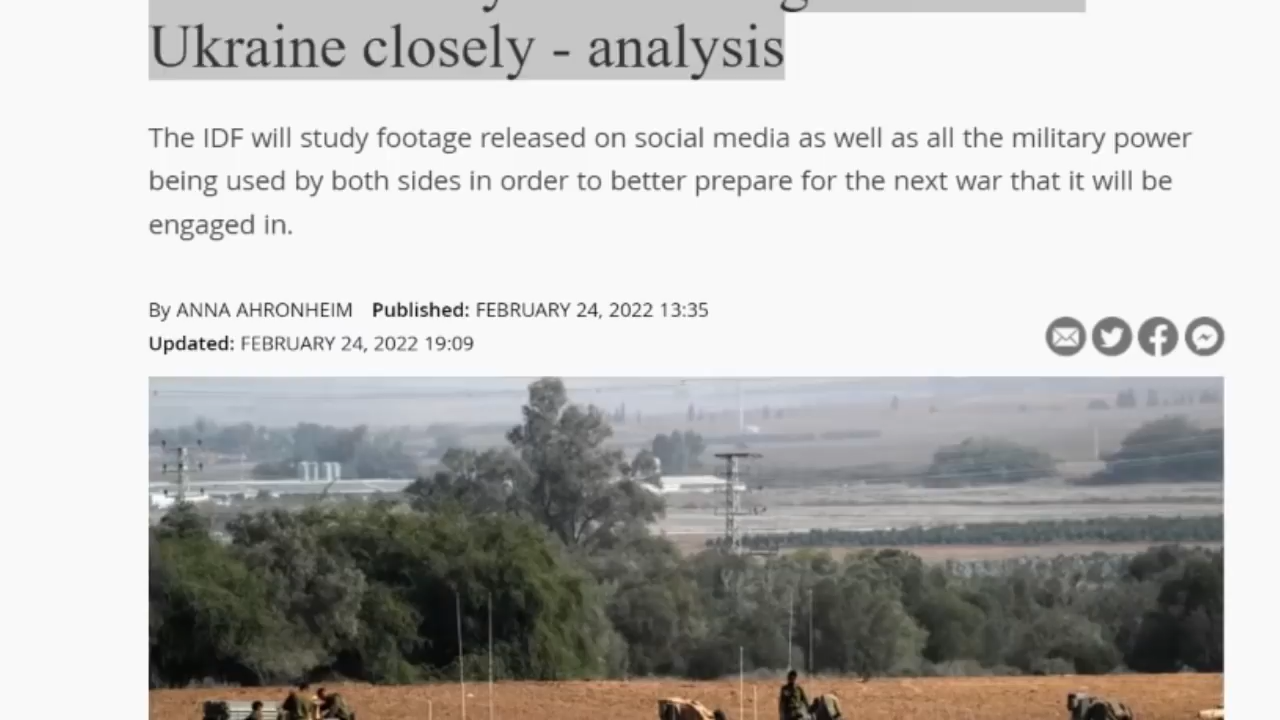 Ukraine closely - analysis
The IDF will study footage released on social media as well as all the military power
being used by both sides in order to better prepare for the next war that it will be
engaged in.
By ANNA AHRONHEIM Published: FEBRUARY 24, 2022 13:35
Updated: FEBRUARY 24, 2022 19:09